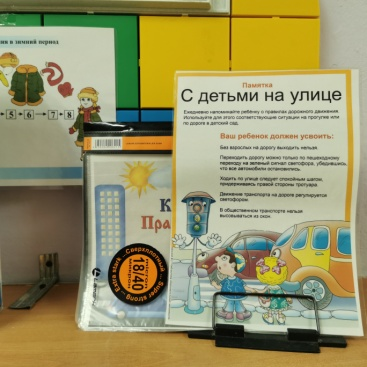 в зимний период
5 6 7 8
Памятка
С детьми на улице
Ежедневно напоминайте ребенку о правилах дорожного движения.
Используйте для этого соответствующие ситуации на прогулке или
по дороге в детский сад.
Ваш ребенок должен усвоить:
Без взрослых на дорогу выходить нельзя.
Переходить дорогу можно только по пешеходному
переходу на зеленый сигнал светофора, убедившись,
что все автомобили остановились.
Ходить по улице следует спокойным шагом,
придерживаясь правой стороны тротуара.
Движение транспорта на дороге регулируется
светофором.
В общественном транспорте нельзя
высовываться из окон.
К
Пра
Extra stark
Сверхплотный
Super strong
18/40